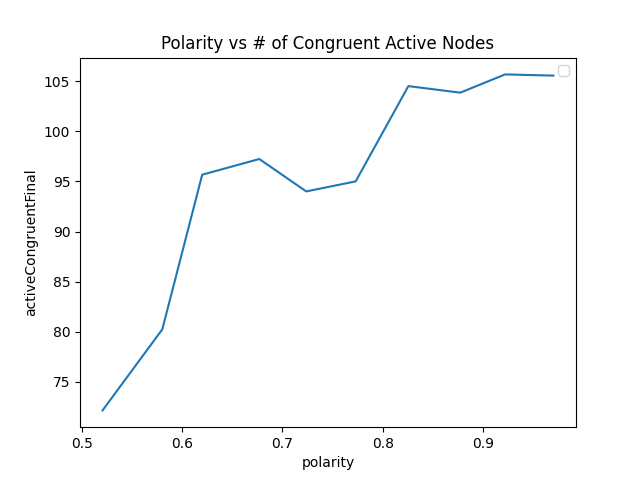 Polarity vs # of Congruent Active Nodes
105
100
95
90
85
80
75
activeCongruentFinal
0.5 0.6 0.7 0.8 0.9
polarity